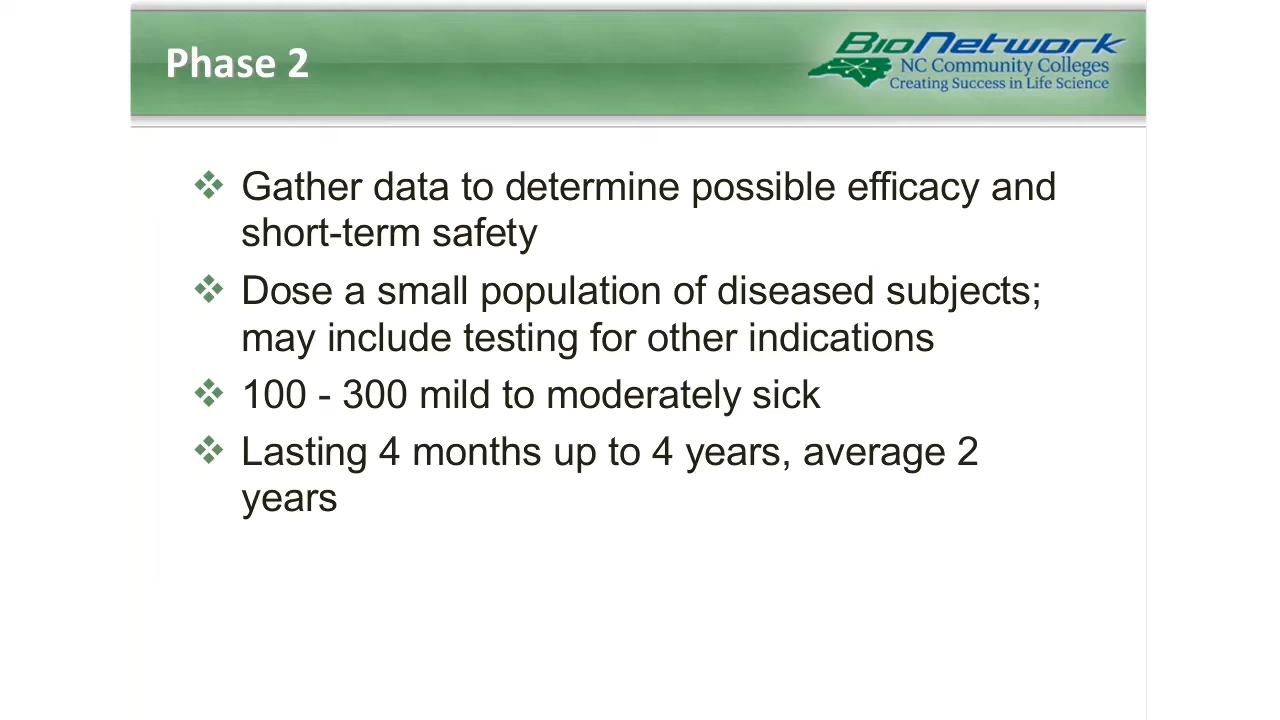 Phase 2
BioNetwork
NC Community Colleges
Creating Success in Life Science
Gather data to determine possible efficacy and
short-term safety
Dose a small population of diseased subjects;
may include testing for other indications
100 - 300 mild to moderately sick
Lasting 4 months up to 4 years, average 2
years